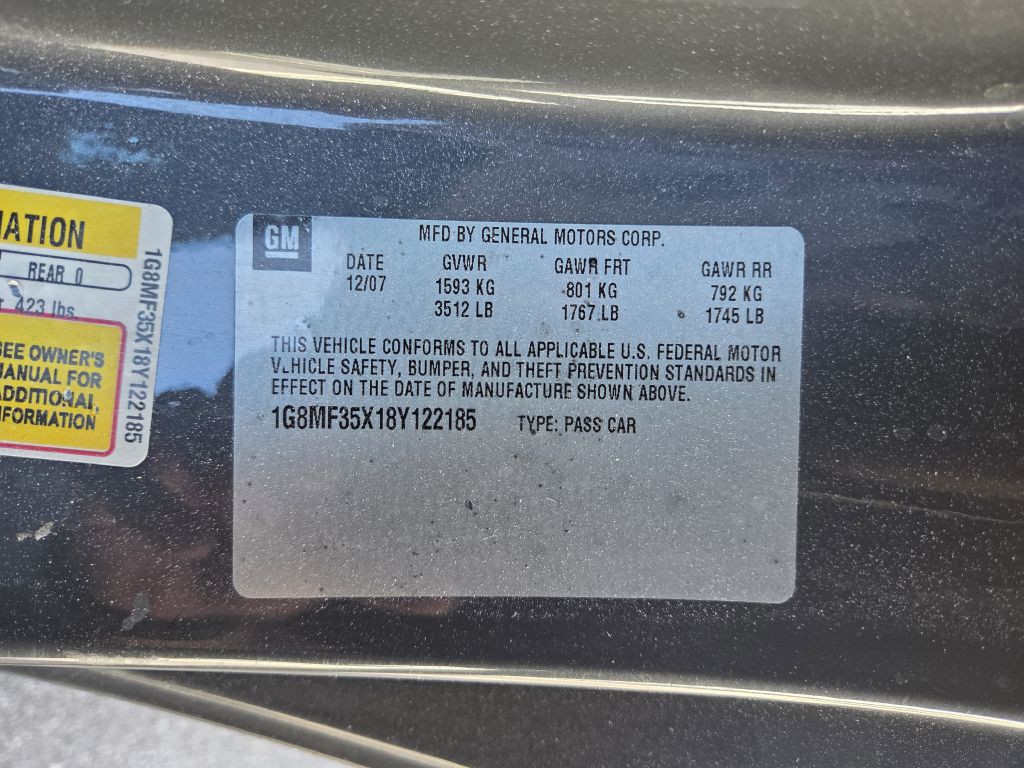 MATION
REAR 0
423 lbs.
SEE OWNER'S
MANUAL FOR
ADDITIONAL
INFORMATION
1G8MF35X18Y122185
GM
MFD BY GENERAL MOTORS CORP.
DATE GVWR GAWR FRT GAWR RR
12/07 1593 KG 801 KG 792 KG
3512 LB 1767 LB 1745 LB
THIS VEHICLE CONFORMS TO ALL APPLICABLE U.S. FEDERAL MOTOR
VEHICLE SAFETY, BUMPER, AND THEFT PREVENTION STANDARDS IN
EFFECT ON THE DATE OF MANUFACTURE SHOWN ABOVE.
1G8MF35X18Y122185 TYPE: PASS CAR